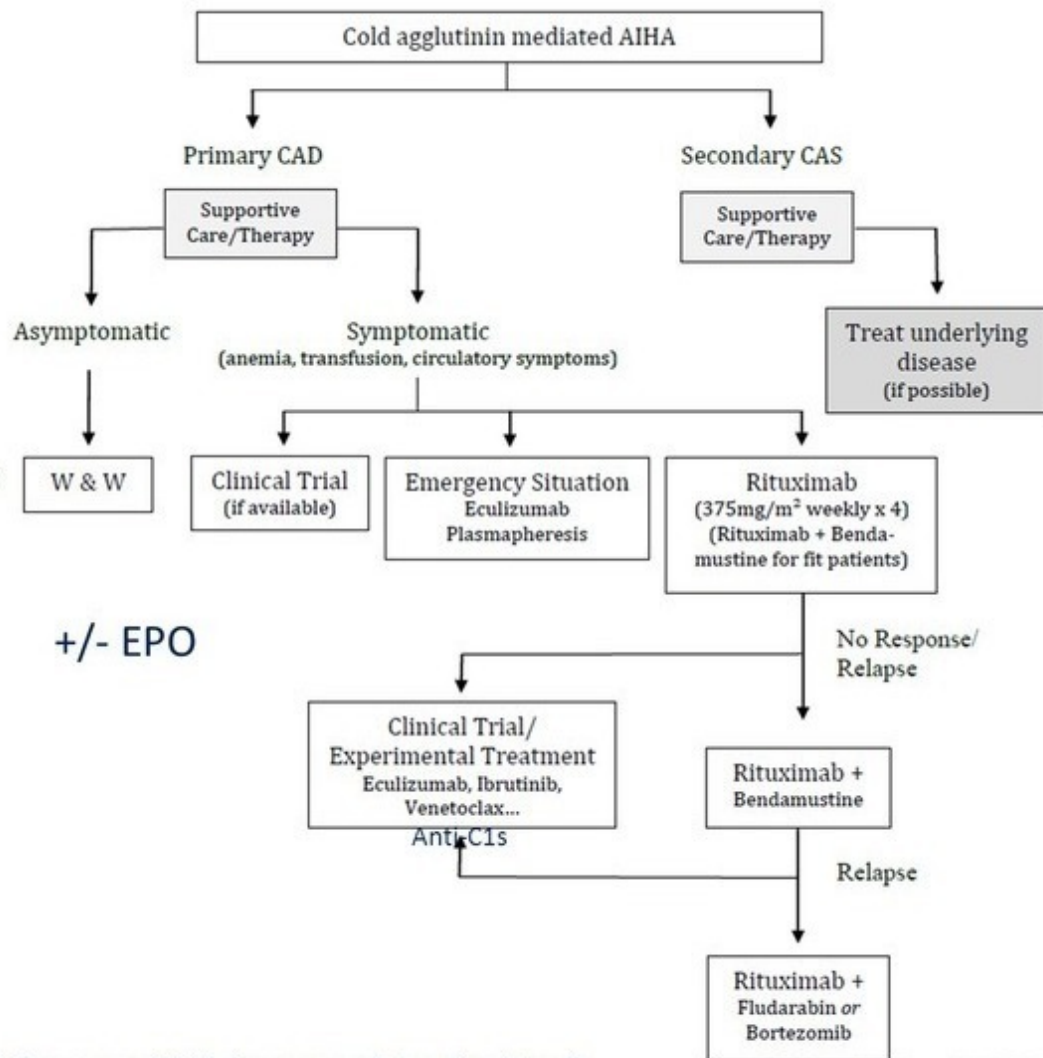 Cold agglutinin mediated AIHA
Primary CAD
Secondary CAS
Supportive
Care/Therapy
Supportive
Care/Therapy
Asymptomatic
Symptomatic
(anemia, transfusion, circulatory symptoms)
Treat underlying
disease
(if possible)
W & W
Clinical Trial
(if available)
Emergency Situation
Eculizumab
Plasmapheresis
Rituximab
(375mg/m² weekly x 4)
(Rituximab + Benda-
mustine for fit patients)
+/- EPO
No Response/
Relapse
Clinical Trial/
Experimental Treatment
Eculizumab, Ibrutinib,
Venetoclax...
Anti-C1s
Rituximab +
Bendamustine
Relapse
Rituximab +
Fludarabin or
Bortezomib